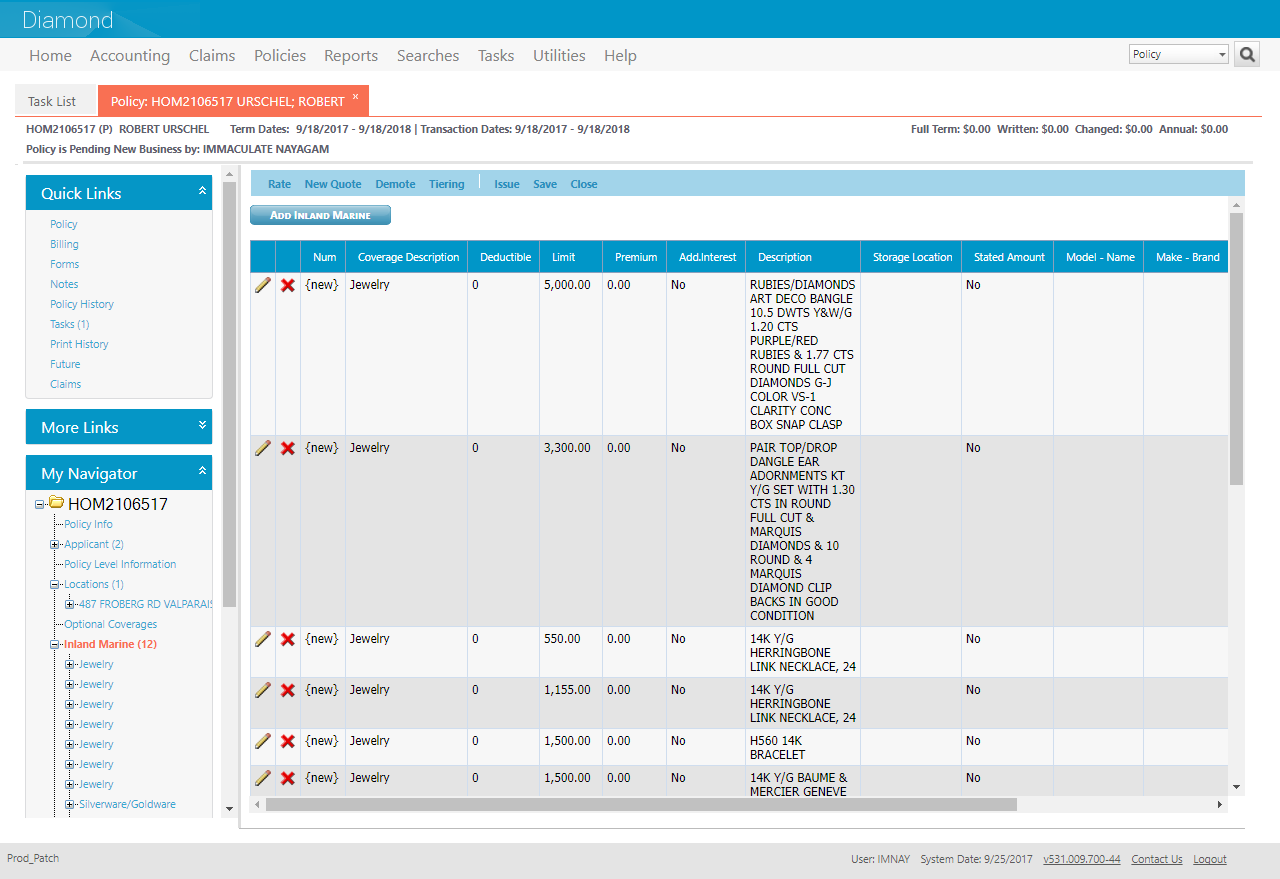 Diamond
Home Accounting Claims Policies Reports Searches Tasks Utilities Help Policy
Task List Policy: HOM2106517 URSCHEL; ROBERT x
HOM2106517 (P) ROBERT URSCHEL Term Dates: 9/18/2017 - 9/18/2018 | Transaction Dates: 9/18/2017 - 9/18/2018 Full Term: $0.00 Written: $0.00 Changed: $0.00 Annual: $0.00
Policy is Pending New Business by: IMMACULATE NAYAGAM
Quick Links
Policy
Billing
Forms
Notes
Policy History
Tasks (1)
Print History
Future
Claims
More Links
My Navigator
HOM2106517
Policy Info
Applicant (2)
Policy Level Information
Locations (1)
487 FROBERG RD VALPARAIS
Optional Coverages
Inland Marine (12)
Jewelry
Jewelry
Jewelry
Jewelry
Jewelry
Jewelry
Jewelry
Silverware/Goldware
Rate New Quote Demote Tiering Issue Save Close
ADD INLAND MARINE
Num Coverage Description Deductible Limit Premium Add.Interest Description Storage Location Stated Amount Model - Name Make - Brand
{new} Jewelry 0 5,000.00 0.00 No RUBIES/DIAMONDS No
ART DECO BANGLE
10.5 DWTS Y&W/G
1.20 CTS
PURPLE/RED
RUBIES & 1.77 CTS
ROUND FULL CUT
DIAMONDS G-J
COLOR VS-1
CLARITY CONC
BOX SNAP CLASP
{new} Jewelry 0 3,300.00 0.00 No PAIR TOP/DROP No
DANGLE EAR
ADORNMENTS KT
Y/G SET WITH 1.30
CTS IN ROUND
FULL CUT &
MARQUIS
DIAMONDS & 10
ROUND & 4
MARQUIS
DIAMOND CLIP
BACKS IN GOOD
CONDITION
{new} Jewelry 0 550.00 0.00 No 14K Y/G No
HERRINGBONE
LINK NECKLACE, 24
{new} Jewelry 0 1,155.00 0.00 No 14K Y/G No
HERRINGBONE
LINK NECKLACE, 24
{new} Jewelry 0 1,500.00 0.00 No H560 14K No
BRACELET
{new} Jewelry 0 1,500.00 0.00 No 14K Y/G BAUME & No
MERCIER GENEVE
Prod_Patch User: IMNAY System Date: 9/25/2017 v531.009.700-44 Contact Us Logout